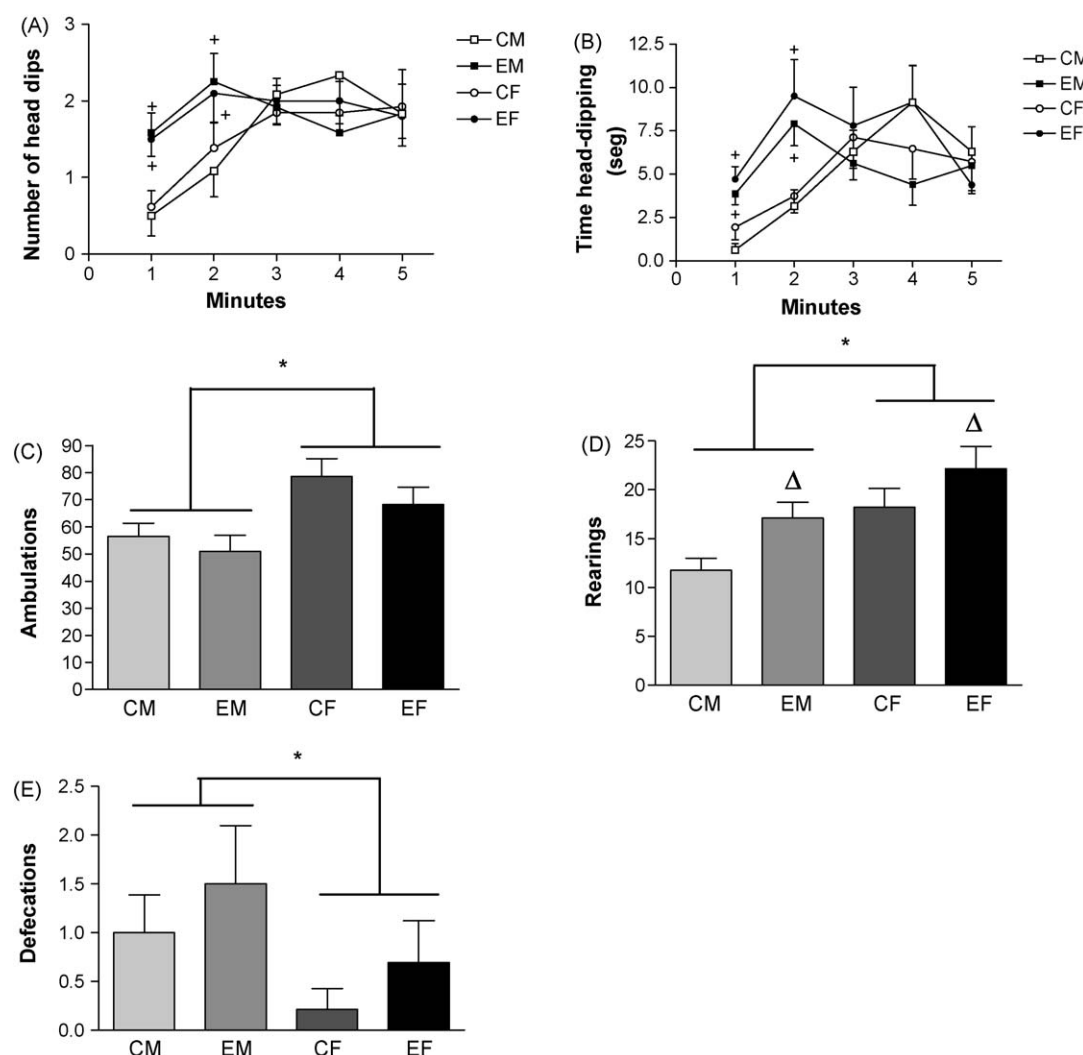 (A)
Number of head dips
3
2
1
0
0 1 2 3 4 5
Minutes
+
+
+
+
CM
EM
CF
EF
(B)
Time head-dipping
(seg)
12.5
10.0
7.5
5.0
2.5
0.0
0 1 2 3 4 5
Minutes
+
+
+
+
CM
EM
CF
EF
(C)
Ambulations
90
80
70
60
50
40
30
20
10
0
CM EM CF EF
*
(D)
Rearings
25
20
15
10
5
0
CM EM CF EF
*
Δ
Δ
(E)
Defecations
2.5
2.0
1.5
1.0
0.5
0.0
CM EM CF EF
*